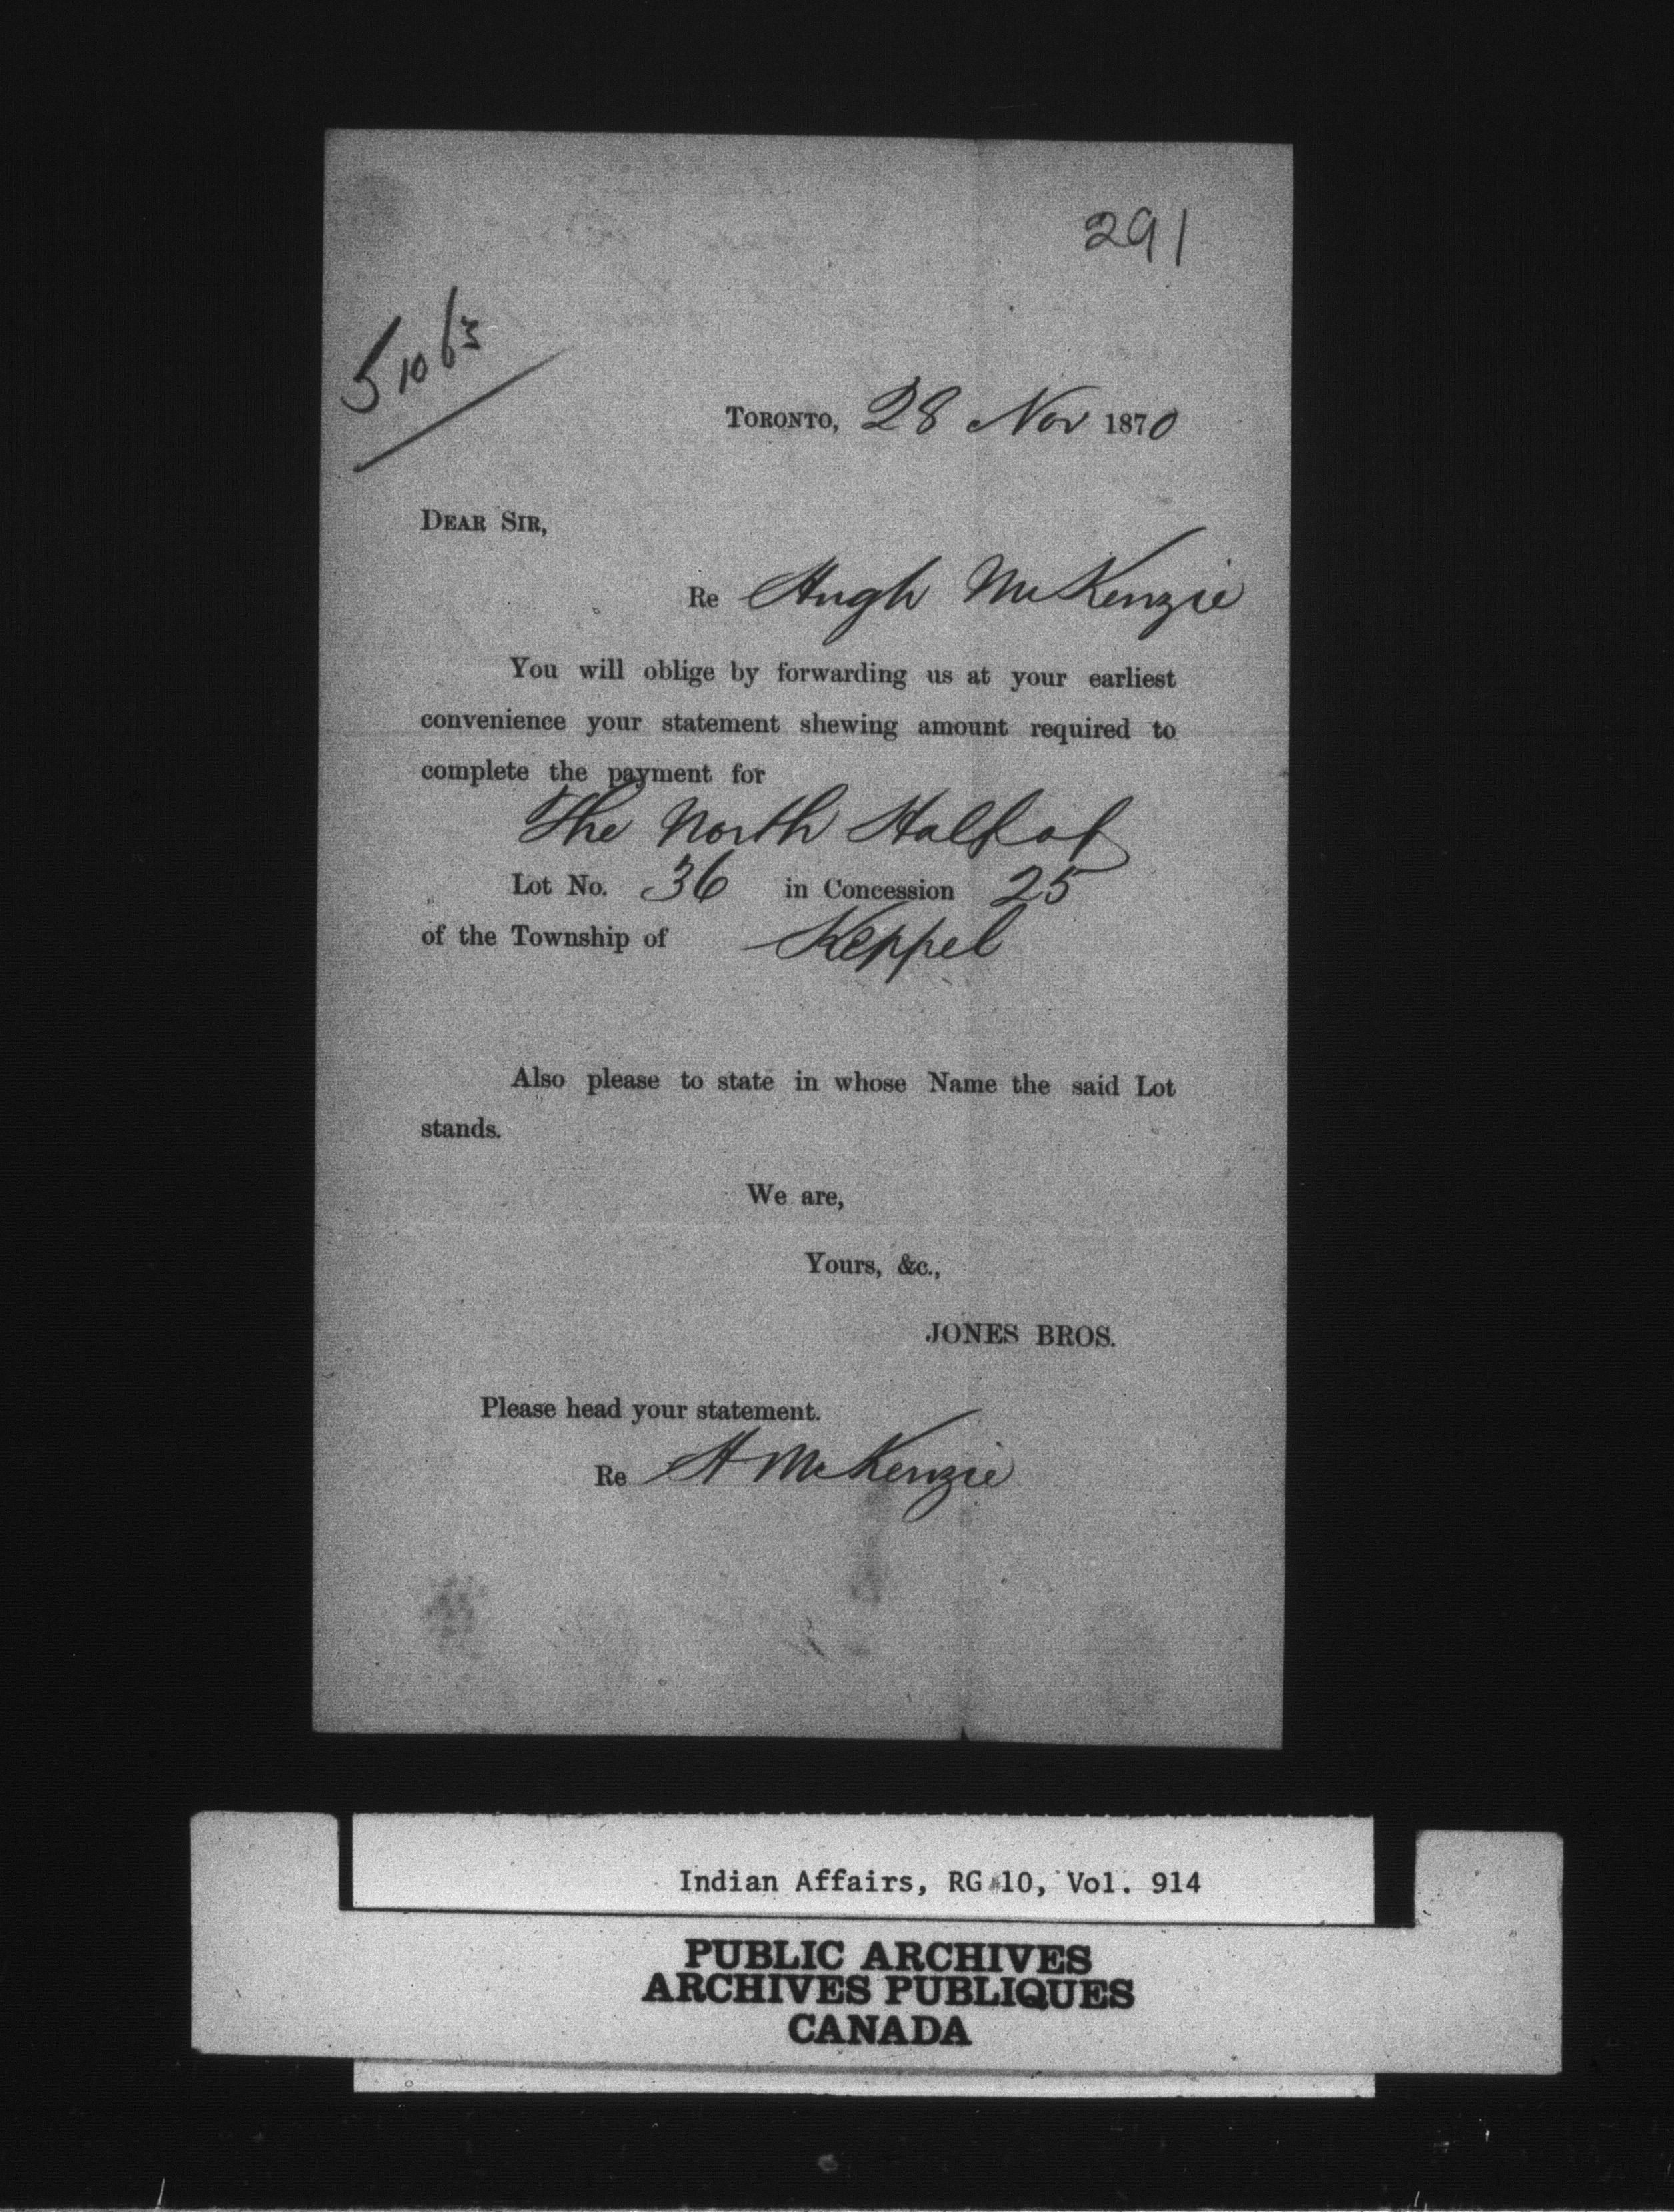 291
51063
TORONTO, 28 Nov 1870
DEAR SIR,
Re Hugh McKenzie
You will oblige by forwarding us at your earliest
convenience your statement shewing amount required to
complete the payment for
The North Half of
Lot No. 36 in Concession 25
of the Township of Keppel
Also please to state in whose Name the said Lot
stands.
We are,
Yours, &c.,
JONES BROS.
Please head your statement.
Re H McKenzie
Indian Affairs, RG 10, Vol. 914
PUBLIC ARCHIVES
ARCHIVES PUBLIQUES
CANADA